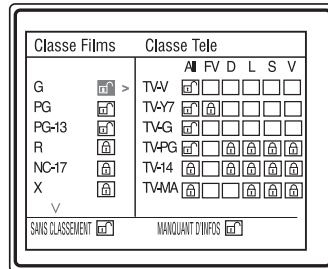 Classe Films
Classe Tele
All FV D L S V
G >
PG
PG-13
R
NC-17
X
TV-V
TV-Y7
TV-G
TV-PG
TV-14
TV-MA
SANS CLASSEMENT
MANQUANT D'INFOS